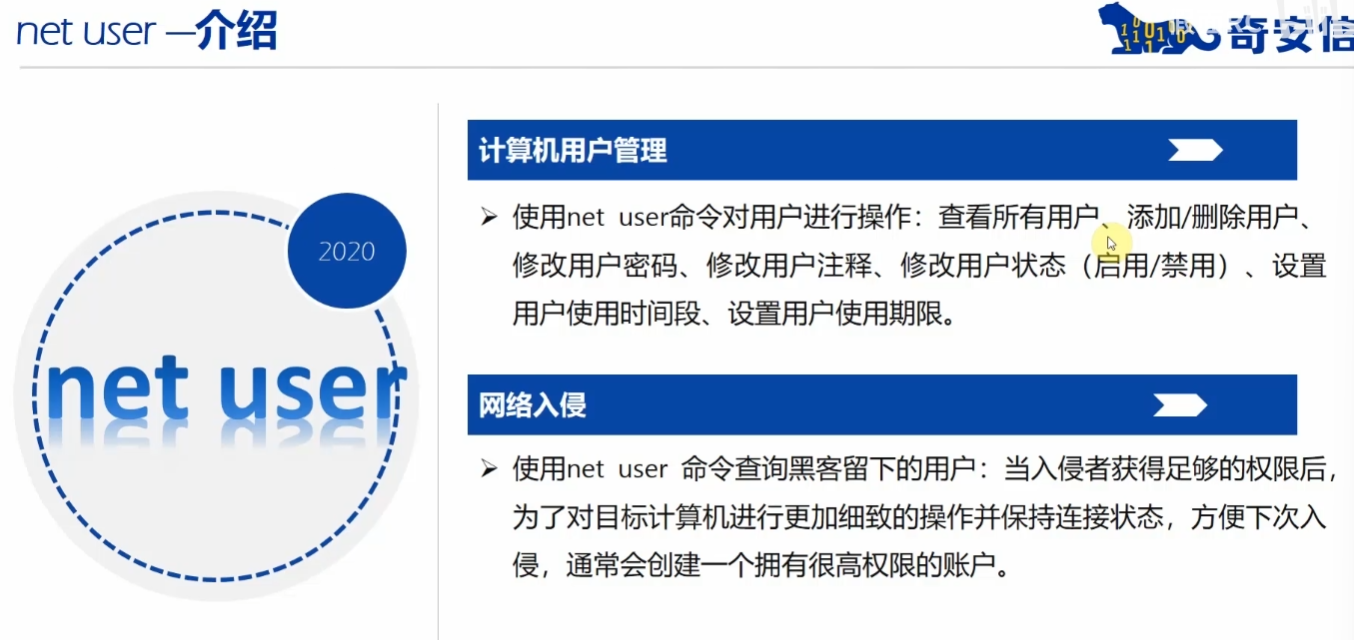 net user —介绍
奇安信
2020
net user
计算机用户管理
➢ 使用net user命令对用户进行操作：查看所有用户、添加/删除用户、
修改用户密码、修改用户注释、修改用户状态（启用/禁用）、设置
用户使用时间段、设置用户使用期限。
网络入侵
➢ 使用net user 命令查询黑客留下的用户：当入侵者获得足够的权限后，
为了对目标计算机进行更加细致的操作并保持连接状态，方便下次入
侵，通常会创建一个拥有很高权限的账户。